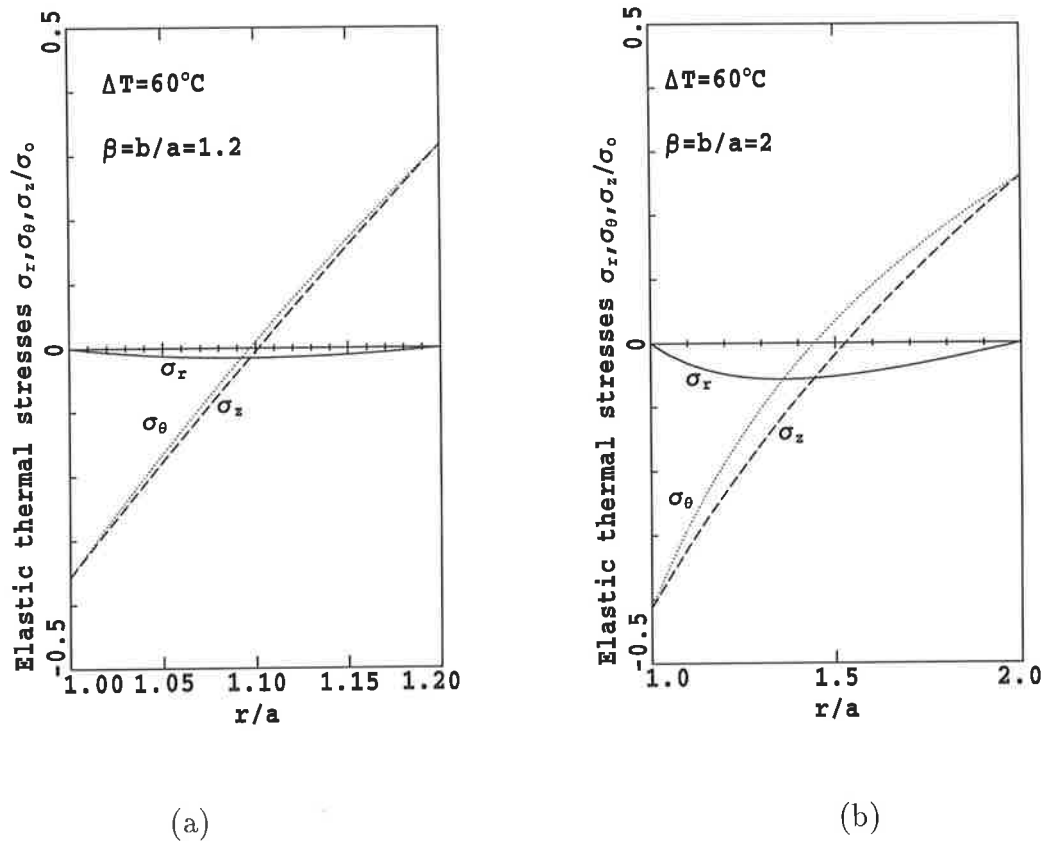 Elastic thermal stresses σr,σθ,σz/σo
0.5
0
-0.5
ΔT=60°C
β=b/a=1.2
σr
σθ
σz
1.00 1.05 1.10 1.15 1.20
r/a
(a)
Elastic thermal stresses σr,σθ,σz/σo
0.5
0
-0.5
ΔT=60°C
β=b/a=2
σr
σz
σθ
1.0 1.5 2.0
r/a
(b)